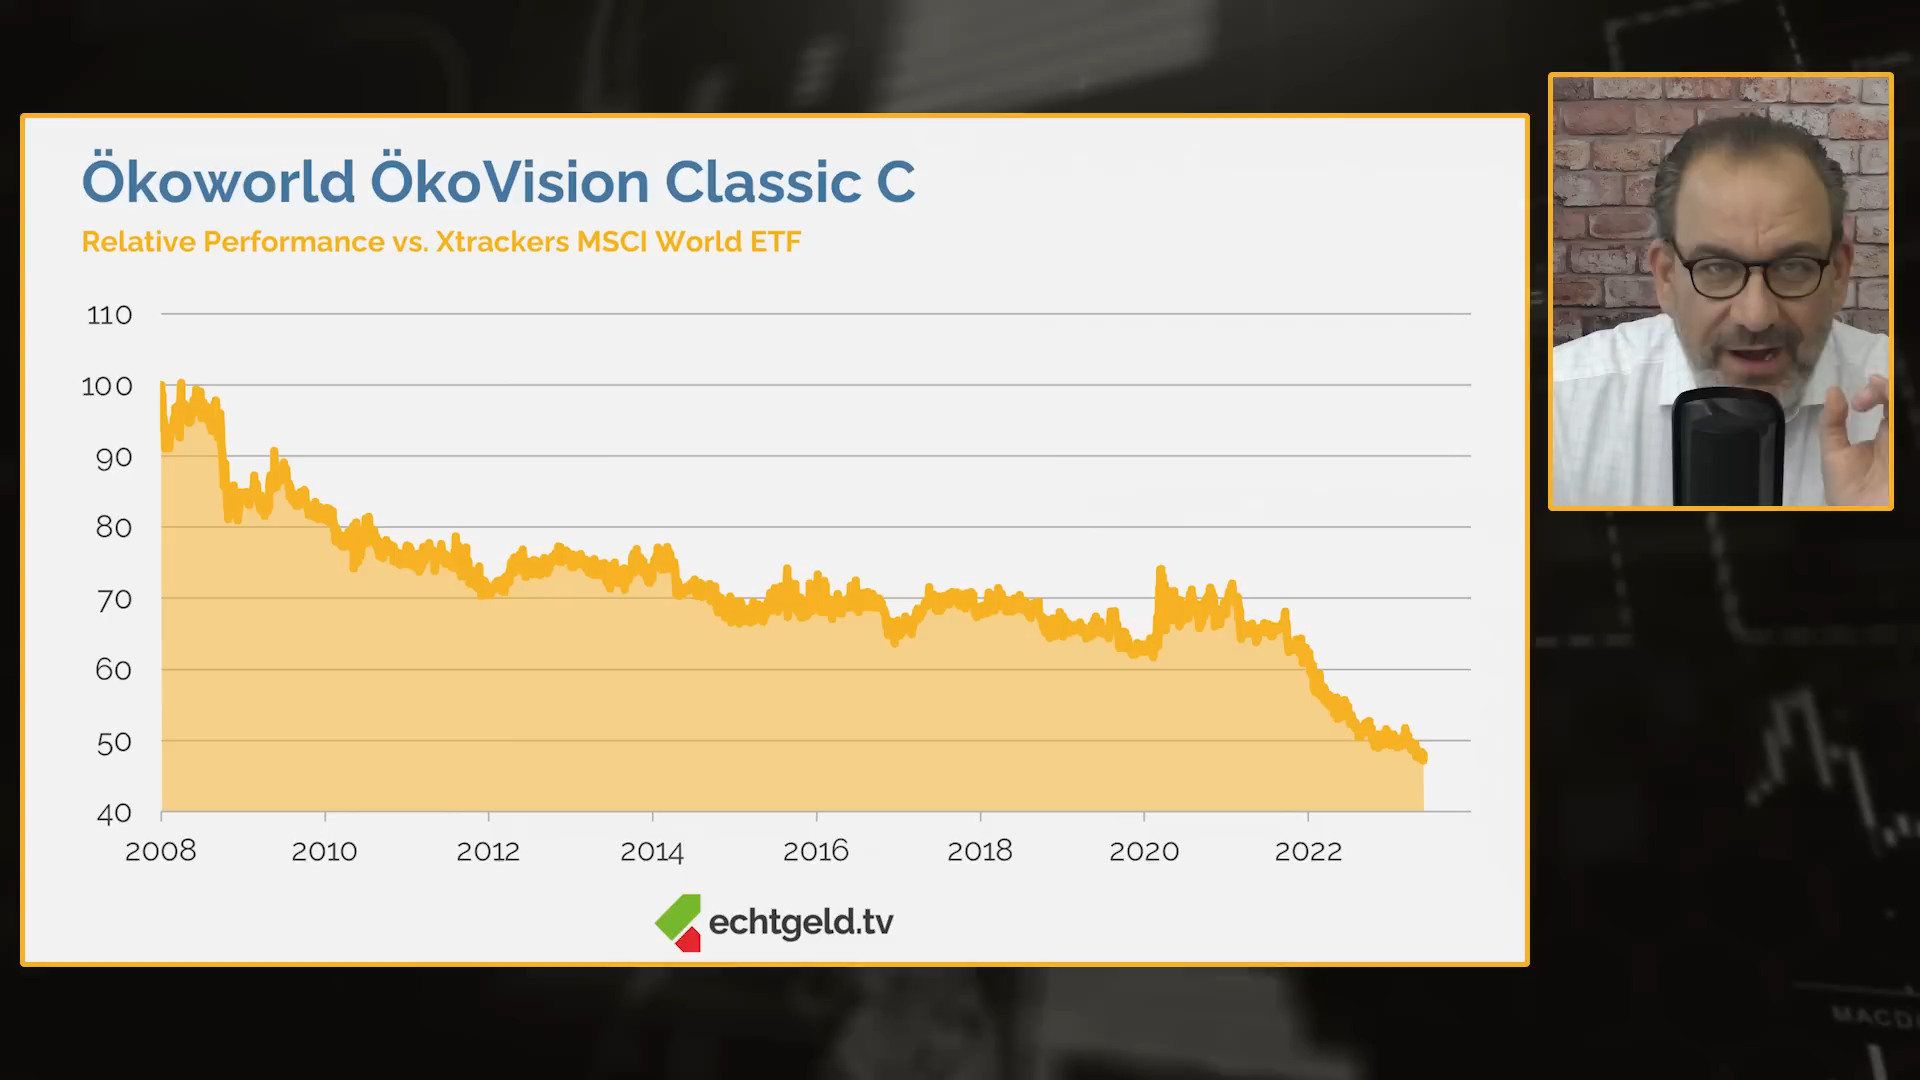 Ökoworld ÖkoVision Classic C
Relative Performance vs. Xtrackers MSCI World ETF
110
100
90
80
70
60
50
40
2008 2010 2012 2014 2016 2018 2020 2022
echtgeld.tv